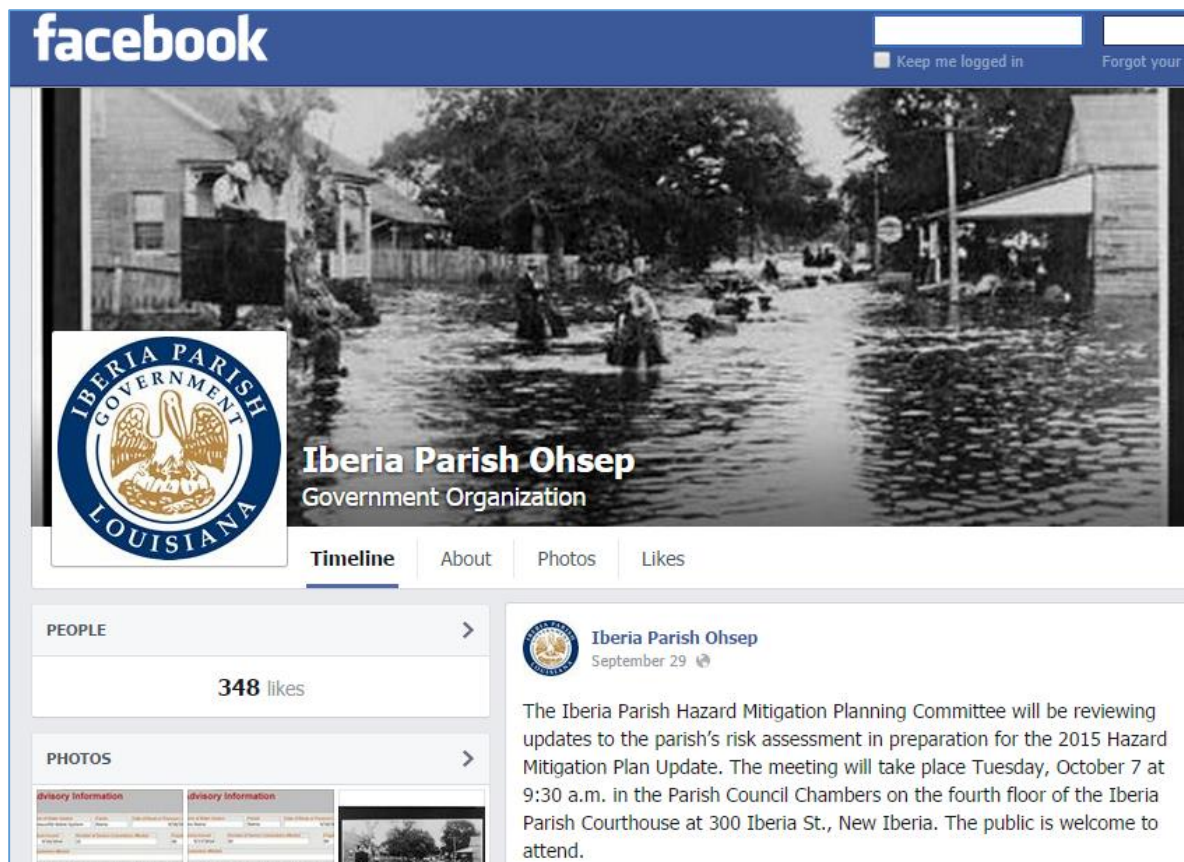 facebook
Keep me logged in
Forgot your
IBERIA PARISH
GOVERNMENT
LOUISIANA
Iberia Parish Ohsep
Government Organization
Timeline
About
Photos
Likes
PEOPLE
348 likes
PHOTOS
dvisory Information
dvisory Information
Iberia Parish Ohsep
September 29
The Iberia Parish Hazard Mitigation Planning Committee will be reviewing
updates to the parish's risk assessment in preparation for the 2015 Hazard
Mitigation Plan Update. The meeting will take place Tuesday, October 7 at
9:30 a.m. in the Parish Council Chambers on the fourth floor of the Iberia
Parish Courthouse at 300 Iberia St., New Iberia. The public is welcome to
attend.